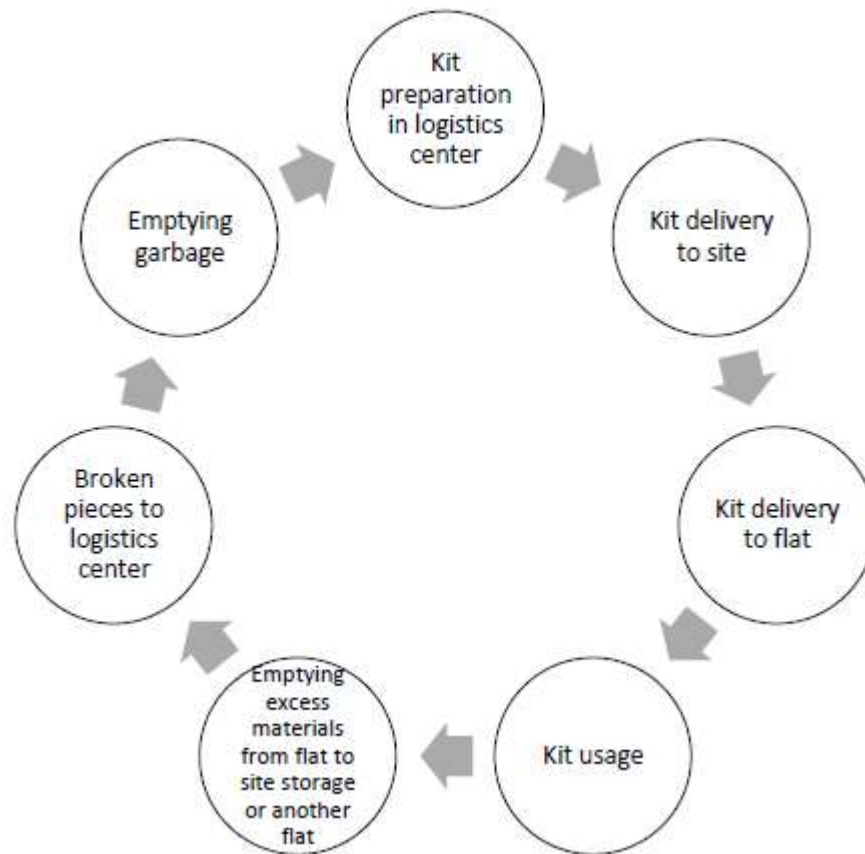 Kit
preparation
in logistics
center
Kit delivery
to site
Kit delivery
to flat
Kit usage
Emptying
excess
materials
from flat to
site storage
or another
flat
Broken
pieces to
logistics
center
Emptying
garbage